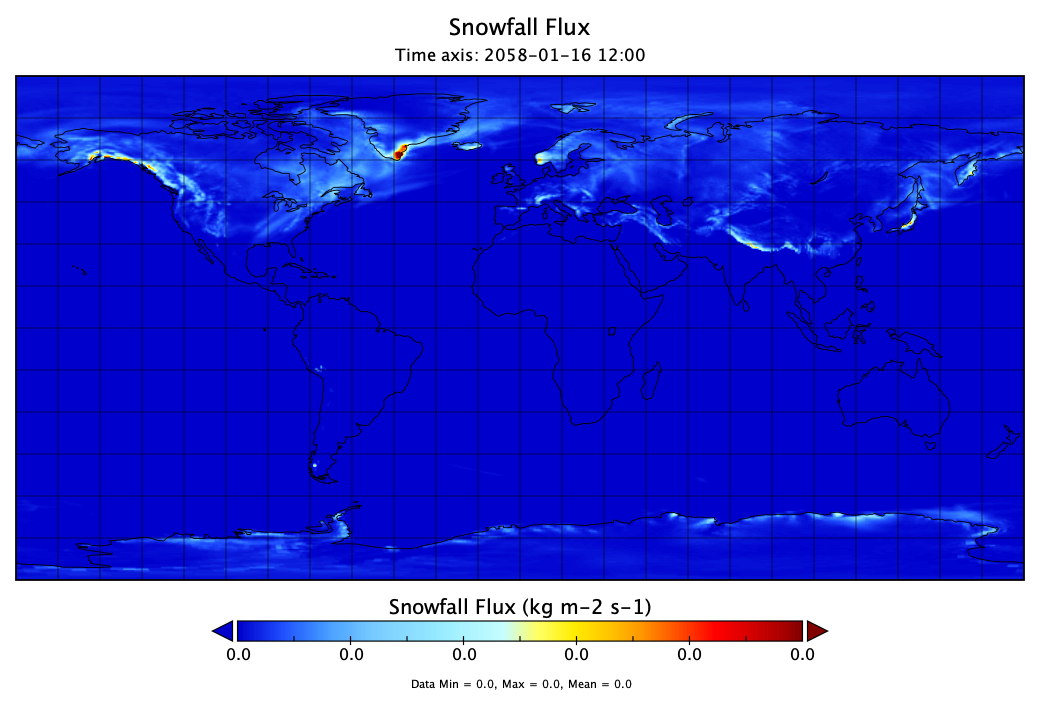 Snowfall Flux
Time axis: 2058-01-16 12:00
Snowfall Flux (kg m-2 s-1)
0.0 0.0 0.0 0.0 0.0 0.0
Data Min = 0.0, Max = 0.0, Mean = 0.0